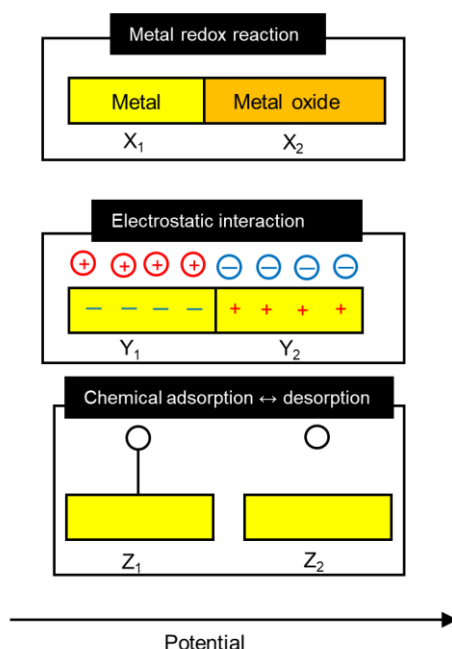 Metal redox reaction
Metal Metal oxide
X₁ X₂
Electrostatic interaction
+ + + + − − − −
− − − − + + + +
Y₁ Y₂
Chemical adsorption ↔ desorption
Z₁ Z₂
Potential